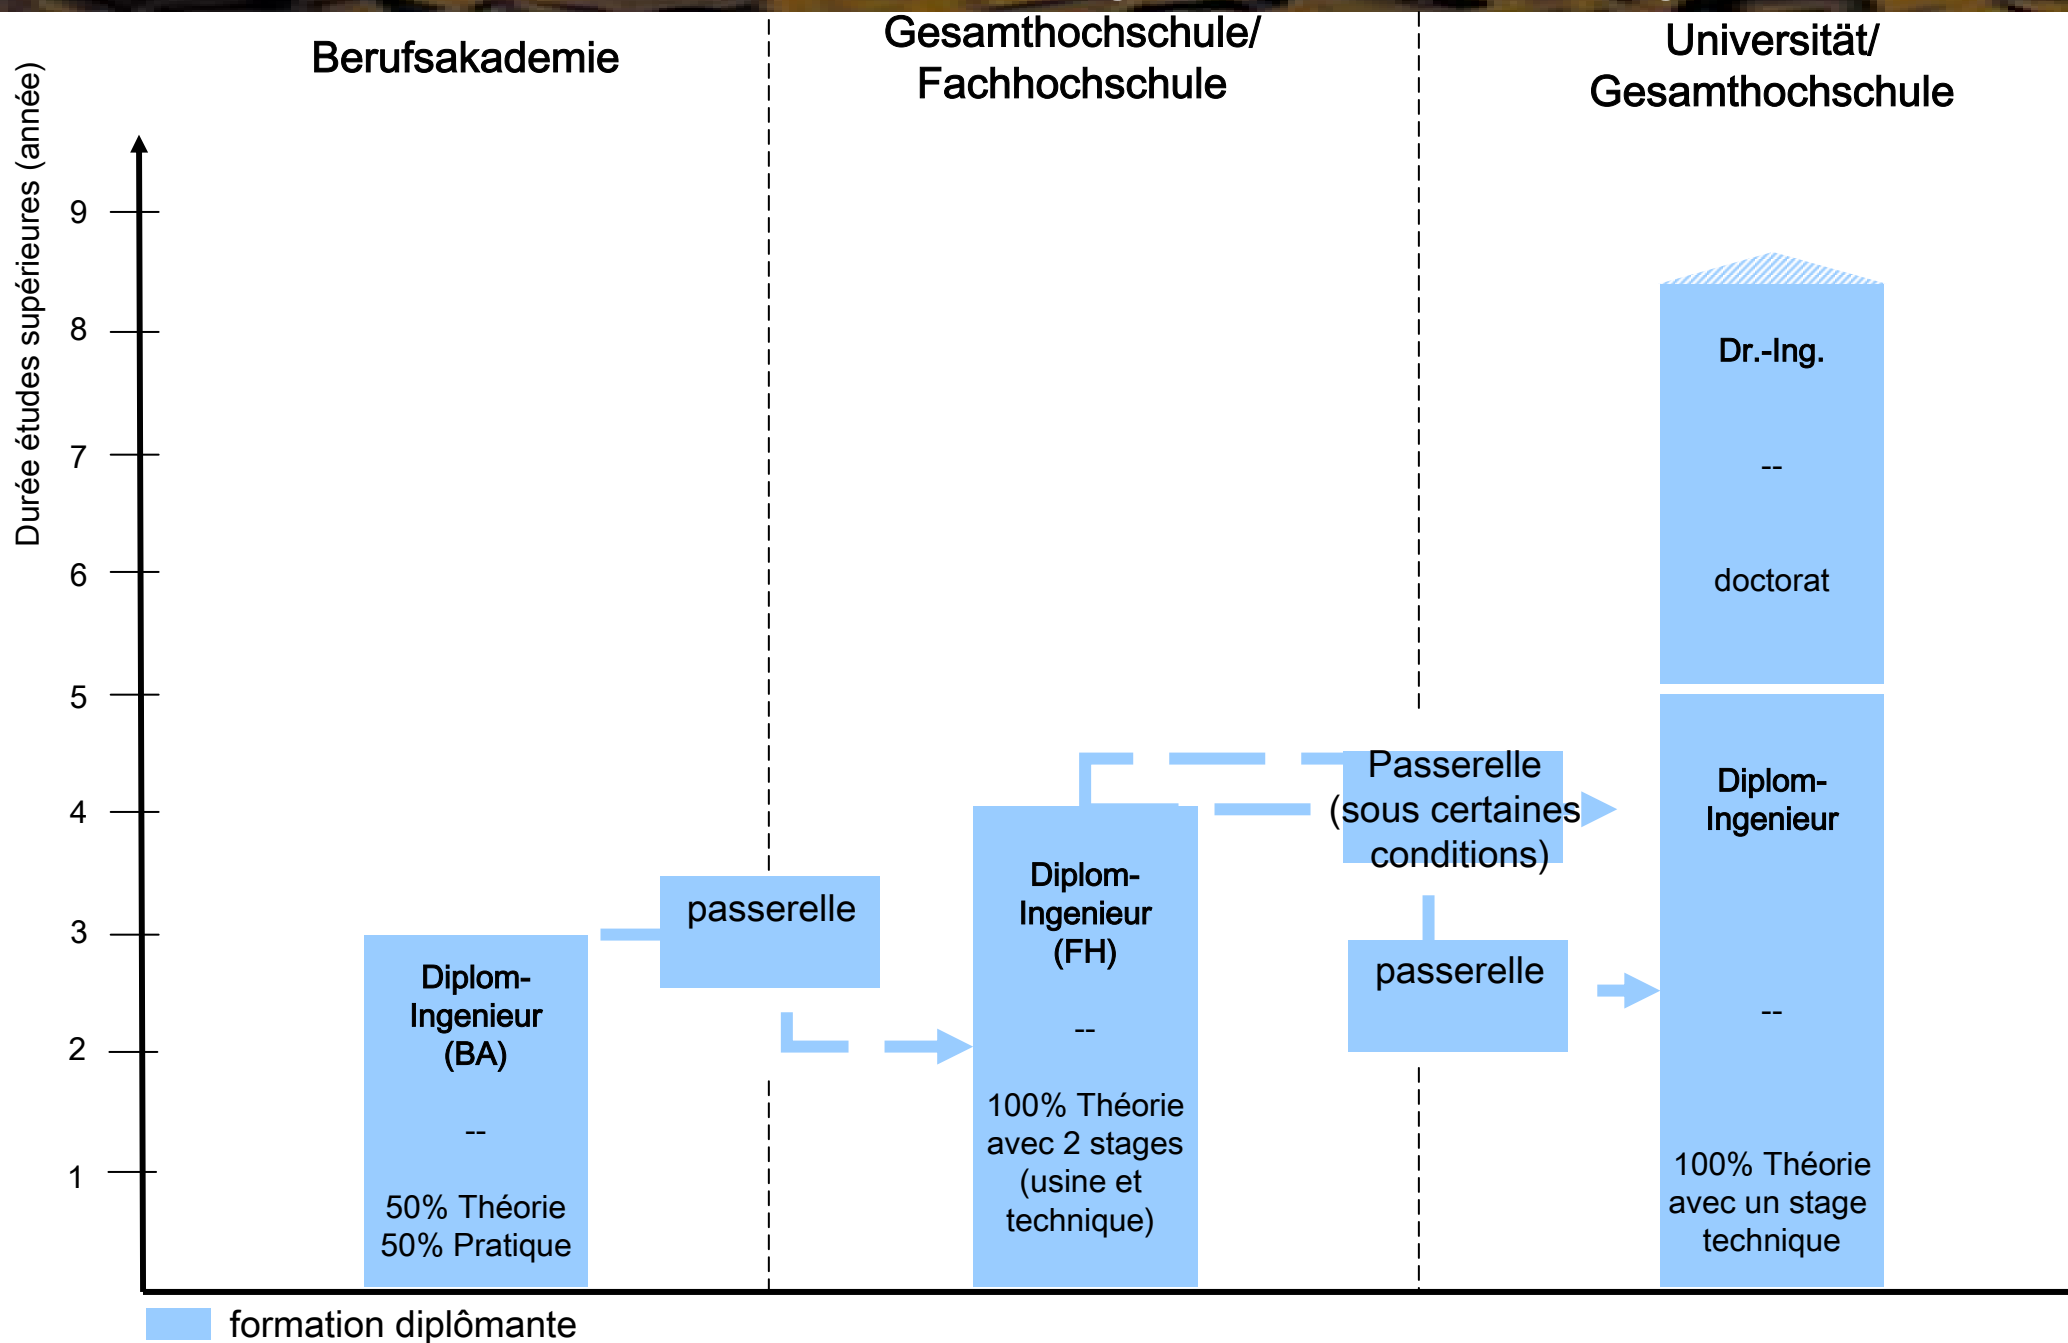 Berufsakademie
Gesamthochschule/
Fachhochschule
Universität/
Gesamthochschule
Durée études supérieures (année)
9
8
7
6
5
4
3
2
1
Diplom-
Ingenieur
(BA)
--
50% Théorie
50% Pratique
passerelle
Diplom-
Ingenieur
(FH)
--
100% Théorie
avec 2 stages
(usine et
technique)
Passerelle
(sous certaines
conditions)
passerelle
Dr.-Ing.
--
doctorat
Diplom-
Ingenieur
--
100% Théorie
avec un stage
technique
formation diplômante